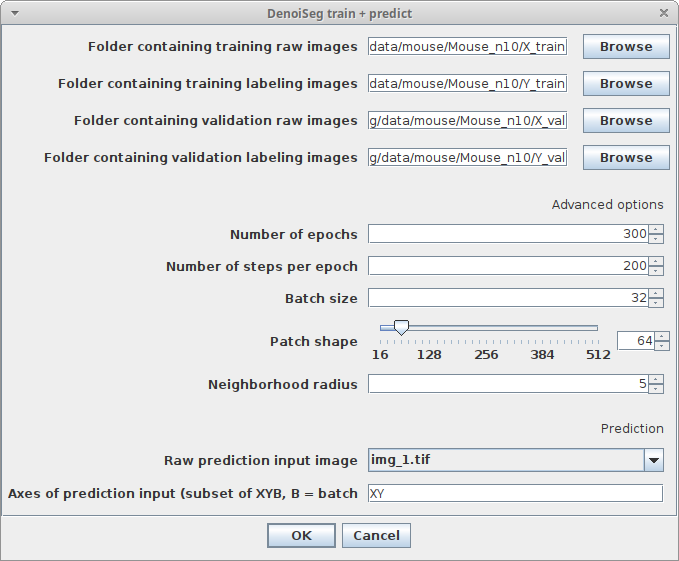 DenoiSeg train + predict
Folder containing training raw images data/mouse/Mouse_n10/X_train Browse
Folder containing training labeling images data/mouse/Mouse_n10/Y_train Browse
Folder containing validation raw images g/data/mouse/Mouse_n10/X_val Browse
Folder containing validation labeling images g/data/mouse/Mouse_n10/Y_val Browse
Advanced options
Number of epochs 300
Number of steps per epoch 200
Batch size 32
Patch shape 64
16 128 256 384 512
Neighborhood radius 5
Prediction
Raw prediction input image img_1.tif
Axes of prediction input (subset of XYB, B = batch XY
OK Cancel